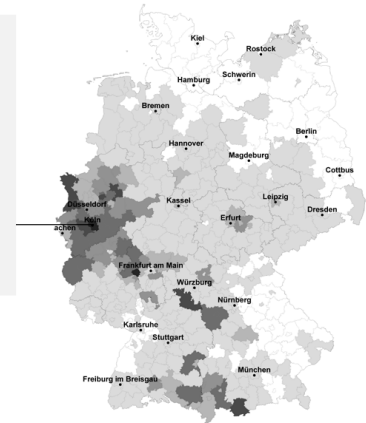 Kiel
Rostock
Schwerin
Hamburg
Bremen
Berlin
Hannover
Magdeburg
Cottbus
Kassel
Leipzig
Düsseldorf
Dresden
Köln
Erfurt
achen
Frankfurt am Main
Würzburg
Nürnberg
Karlsruhe
Stuttgart
München
Freiburg im Breisgau